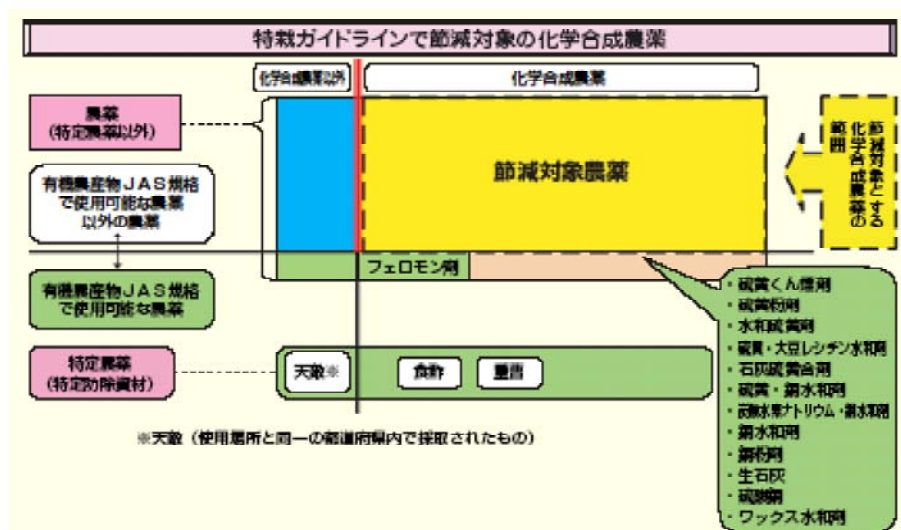 特栽ガイドラインで節減対象の化学合成農薬
化学合成農薬以外
化学合成農薬
農薬
(特定農薬以外)
節減対象農薬
節減対象とする
化学合成農薬の
範囲
有機農産物JAS規格
で使用可能な農薬
以外の農薬
フェロモン剤
有機農産物JAS規格
で使用可能な農薬
・硫黄くん煙剤
・硫黄粉剤
・水和硫黄剤
・硫黄・大豆レシチン水和剤
・石灰硫黄合剤
・硫黄・銅水和剤
・炭酸水素ナトリウム・銅水和剤
・銅水和剤
・銅粉剤
・生石灰
・硫酸銅
・ワックス水和剤
特定農薬
(特定防除資材)
天敵※
食酢
重曹
※天敵(使用場所と同一の都道府県内で採取されたもの)